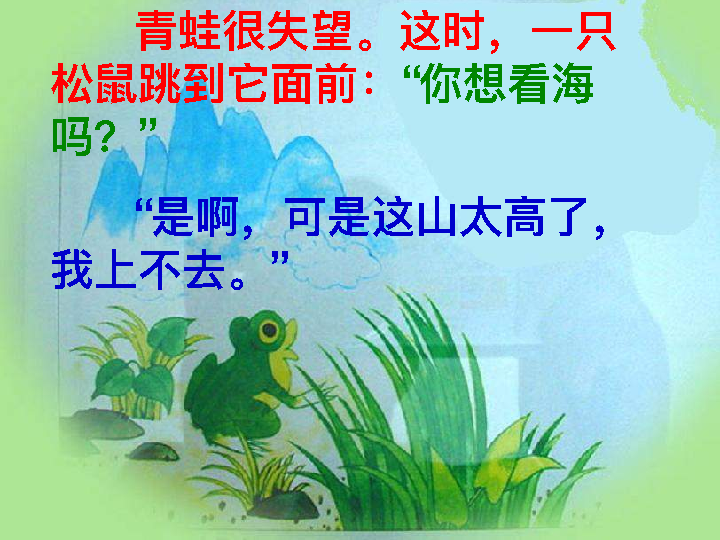 青蛙很失望。这时，一只
松鼠跳到它面前：“你想看海
吗？”
“是啊，可是这山太高了，
我上不去。”